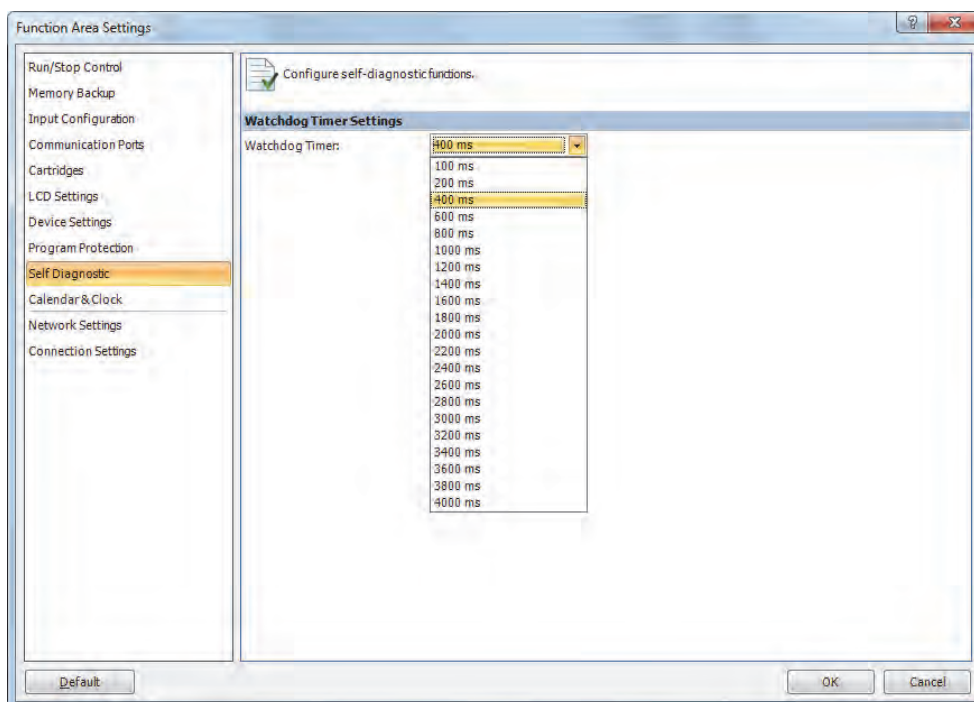 Function Area Settings
?
Run/Stop Control
Memory Backup
Input Configuration
Communication Ports
Cartridges
LCD Settings
Device Settings
Program Protection
Self Diagnostic
Calendar & Clock
Network Settings
Connection Settings
Configure self-diagnostic functions.
Watchdog Timer Settings
Watchdog Timer:
400 ms
100 ms
200 ms
400 ms
600 ms
800 ms
1000 ms
1200 ms
1400 ms
1600 ms
1800 ms
2000 ms
2200 ms
2400 ms
2600 ms
2800 ms
3000 ms
3200 ms
3400 ms
3600 ms
3800 ms
4000 ms
Default
OK
Cancel